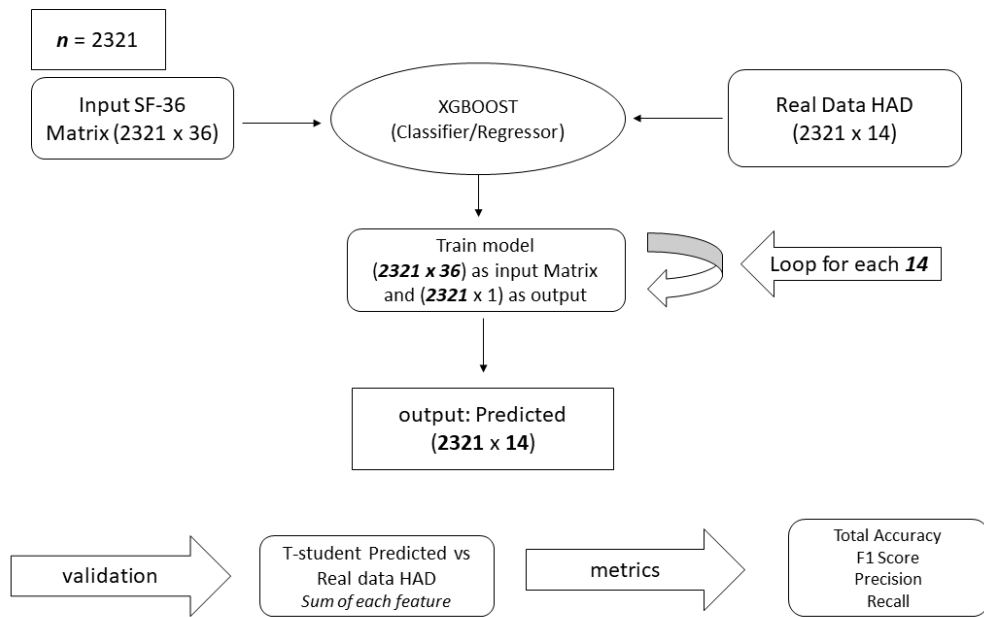 n = 2321
Input SF-36
Matrix (2321 x 36)
XGBOOST
(Classifier/Regressor)
Real Data HAD
(2321 x 14)
Train model
(2321 x 36) as input Matrix
and (2321 x 1) as output
Loop for each 14
output: Predicted
(2321 x 14)
validation
T-student Predicted vs
Real data HAD
Sum of each feature
metrics
Total Accuracy
F1 Score
Precision
Recall